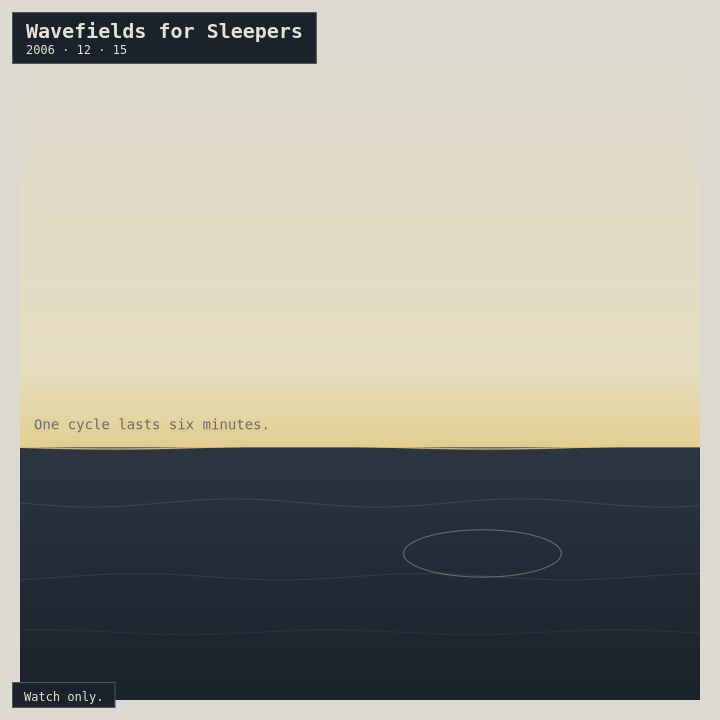 Wavefields for Sleepers
2006 · 12 · 15
One cycle lasts six minutes.
Watch only.